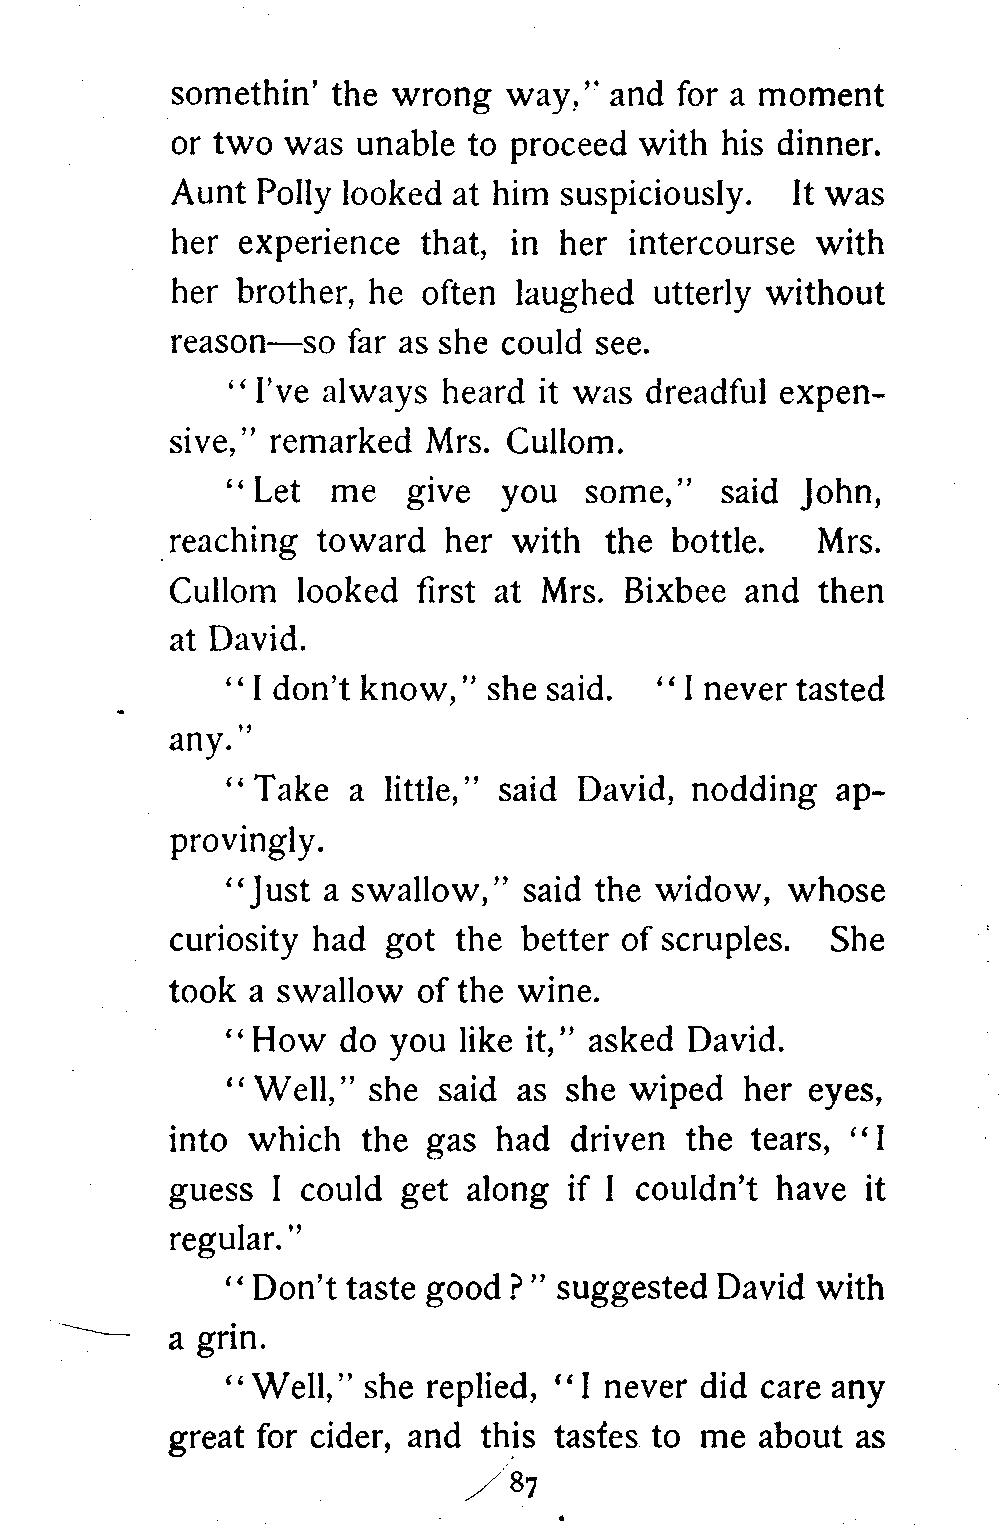 somethin' the wrong way," and for a moment
or two was unable to proceed with his dinner.
Aunt Polly looked at him suspiciously. It was
her experience that, in her intercourse with
her brother, he often laughed utterly without
reason—so far as she could see.
"I've always heard it was dreadful expen-
sive," remarked Mrs. Cullom.
"Let me give you some," said John,
reaching toward her with the bottle. Mrs.
Cullom looked first at Mrs. Bixbee and then
at David.
"I don't know," she said. "I never tasted
any."
"Take a little," said David, nodding ap-
provingly.
"Just a swallow," said the widow, whose
curiosity had got the better of scruples. She
took a swallow of the wine.
"How do you like it," asked David.
"Well," she said as she wiped her eyes,
into which the gas had driven the tears, "I
guess I could get along if I couldn't have it
regular."
"Don't taste good?" suggested David with
a grin.
"Well," she replied, "I never did care any
great for cider, and this tastes to me about as
87